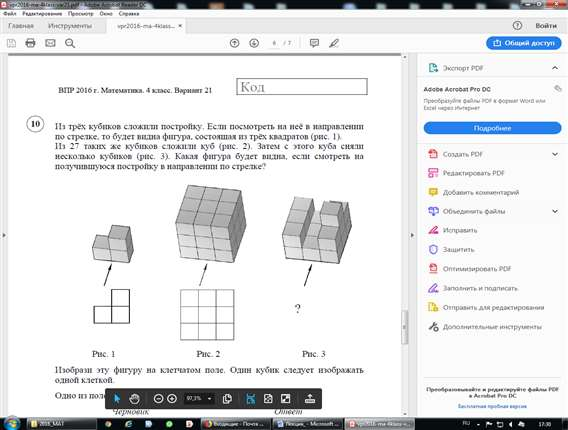 vpr2016-ma-4klass-var21.pdf - Adobe Acrobat Reader DC
Файл Редактирование Просмотр Окно Справка
Главная Инструменты vpr2016-ma-4klass-... × Войти
6 / 7 Общий доступ
ВПР 2016 г. Математика. 4 класс. Вариант 21 Код
10
Из трёх кубиков сложили постройку. Если посмотреть на неё в направлении
по стрелке, то будет видна фигура, состоящая из трёх квадратов (рис. 1).
Из 27 таких же кубиков сложили куб (рис. 2). Затем с этого куба сняли
несколько кубиков (рис. 3). Какая фигура будет видна, если смотреть на
получившуюся постройку в направлении по стрелке?
?
Рис. 1 Рис. 2 Рис. 3
Изобрази эту фигуру на клетчатом поле. Один кубик следует изображать
одной клеткой.
Одно из поле
97,3%
Черновик Ответ
Экспорт PDF
Adobe Acrobat Pro DC
Преобразуйте файлы PDF в формат Word или
Excel через Интернет
Подробнее
Создать PDF
Редактировать PDF
Добавить комментарий
Объединить файлы
Исправить
Защитить
Оптимизировать PDF
Заполнить и подписать
Отправить для редактирования
Дополнительные инструменты
Преобразовывайте и редактируйте файлы PDF
в Acrobat Pro DC
Бесплатная пробная версия
2016_МАТ
Входящие - Почта ...
Лекция_ - Microsoft ...
vpr2016-ma-4klass-v...
RU
17:38